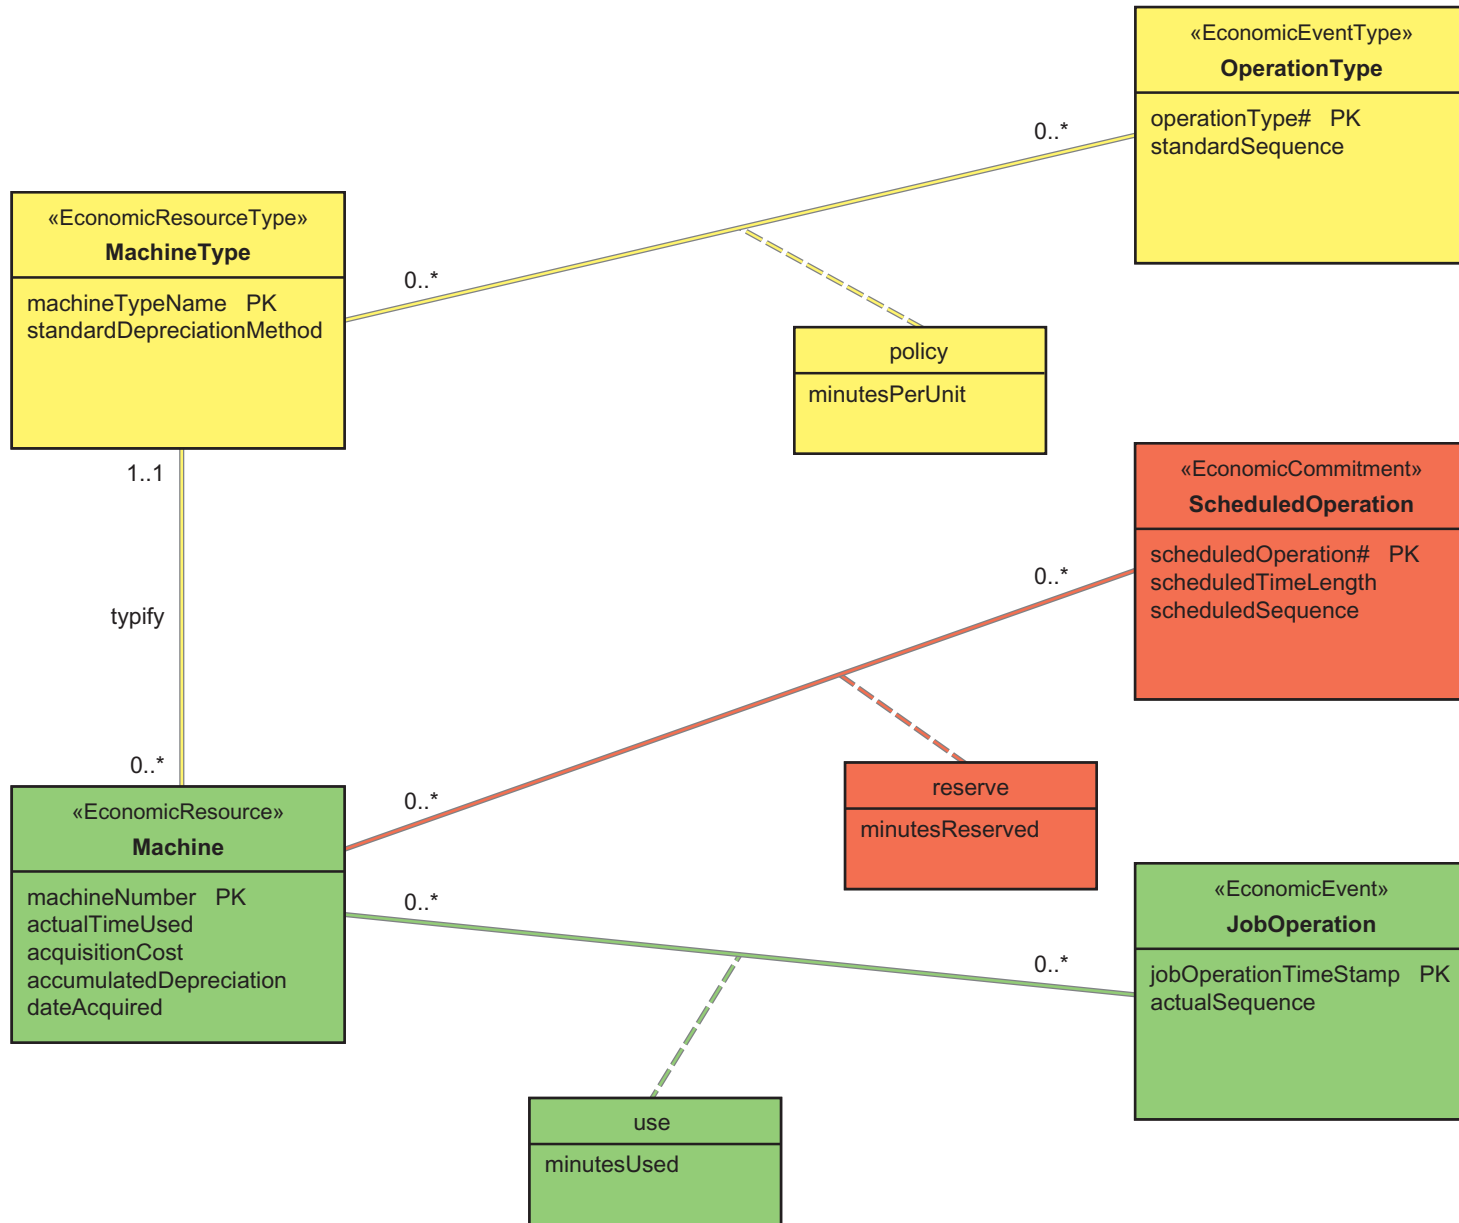 «EconomicEventType»
OperationType
operationType#   PK
standardSequence
0..*
«EconomicResourceType»
MachineType
machineTypeName   PK
standardDepreciationMethod
0..*
policy
minutesPerUnit
1..1
typify
0..*
«EconomicCommitment»
ScheduledOperation
scheduledOperation#   PK
scheduledTimeLength
scheduledSequence
0..*
0..*
reserve
minutesReserved
«EconomicResource»
Machine
machineNumber   PK
actualTimeUsed
acquisitionCost
accumulatedDepreciation
dateAcquired
0..*
0..*
«EconomicEvent»
JobOperation
jobOperationTimeStamp   PK
actualSequence
use
minutesUsed